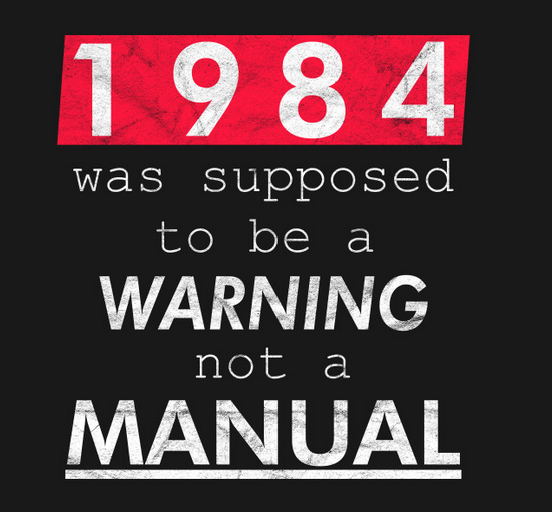 1984
was supposed
to be a
WARNING
not a
MANUAL